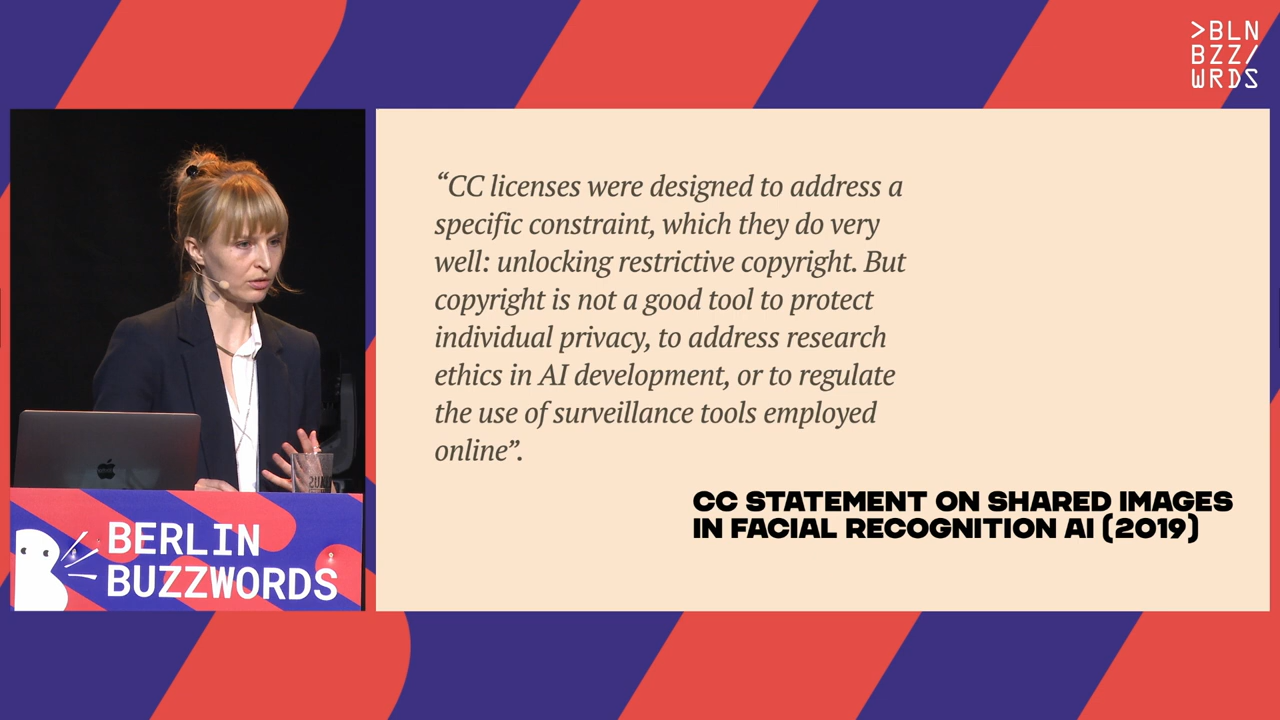 >BLN
BZZ/
WRDS
“CC licenses were designed to address a
specific constraint, which they do very
well: unlocking restrictive copyright. But
copyright is not a good tool to protect
individual privacy, to address research
ethics in AI development, or to regulate
the use of surveillance tools employed
online”.
CC STATEMENT ON SHARED IMAGES
IN FACIAL RECOGNITION AI (2019)
BERLIN
BUZZWORDS